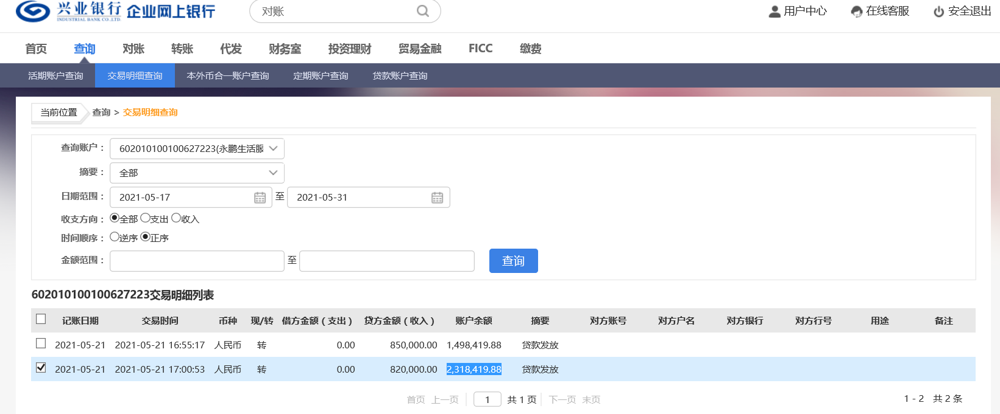 兴业银行 企业网上银行 对账 用户中心 在线客服 安全退出
INDUSTRIAL BANK CO.,LTD.
首页 查询 对账 转账 代发 财务室 投资理财 贸易金融 FICC 缴费
活期账户查询 交易明细查询 本外币合一账户查询 定期账户查询 贷款账户查询
当前位置 查询 > 交易明细查询
查询账户： 602010100100627223(永鹏生活服
摘要： 全部
日期范围： 2021-05-17 至 2021-05-31
收支方向： 全部 支出 收入
时间顺序： 逆序 正序
金额范围： 至 查询
602010100100627223交易明细列表
记账日期 交易时间 币种 现/转 借方金额（支出） 贷方金额（收入） 账户余额 摘要 对方账号 对方户名 对方银行 对方行号 用途 备注
2021-05-21 2021-05-21 16:55:17 人民币 转 0.00 850,000.00 1,498,419.88 贷款发放
2021-05-21 2021-05-21 17:00:53 人民币 转 0.00 820,000.00 2,318,419.88 贷款发放
首页 上一页 1 共 1 页 下一页 末页 1 - 2 共 2 条